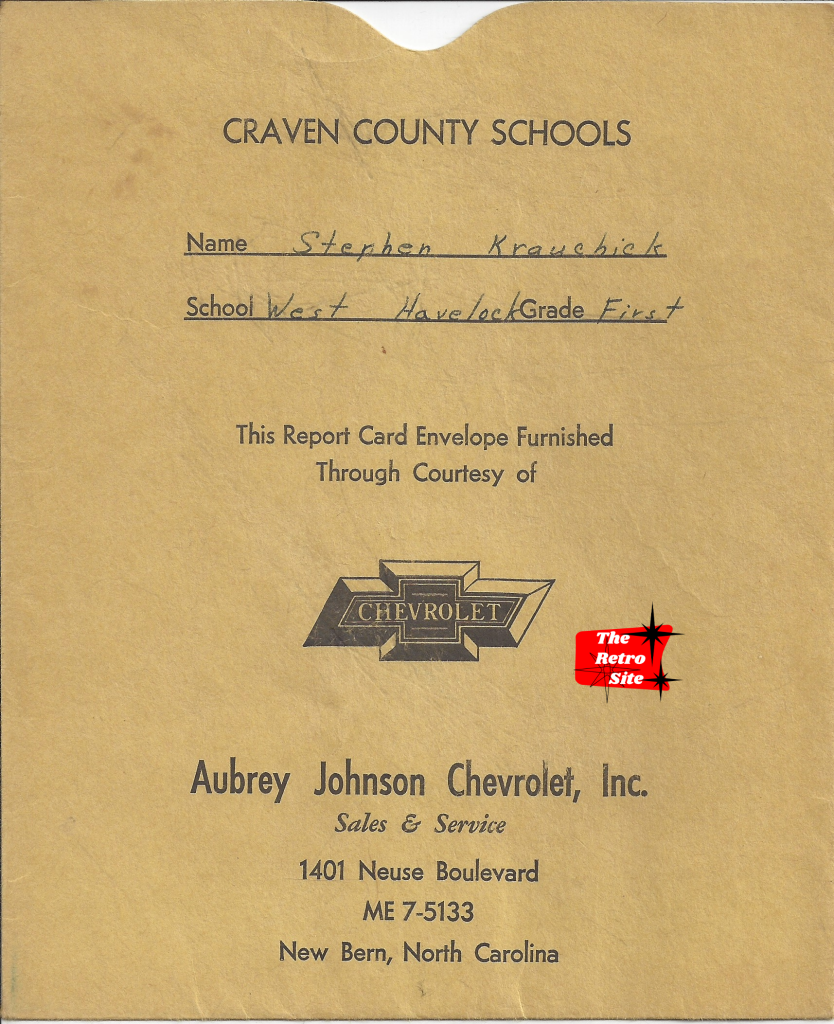 CRAVEN COUNTY SCHOOLS
Name Stephen Krauchick
School West Havelock Grade First
This Report Card Envelope Furnished
Through Courtesy of
CHEVROLET
The
Retro
Site
Aubrey Johnson Chevrolet, Inc.
Sales & Service
1401 Neuse Boulevard
ME 7-5133
New Bern, North Carolina